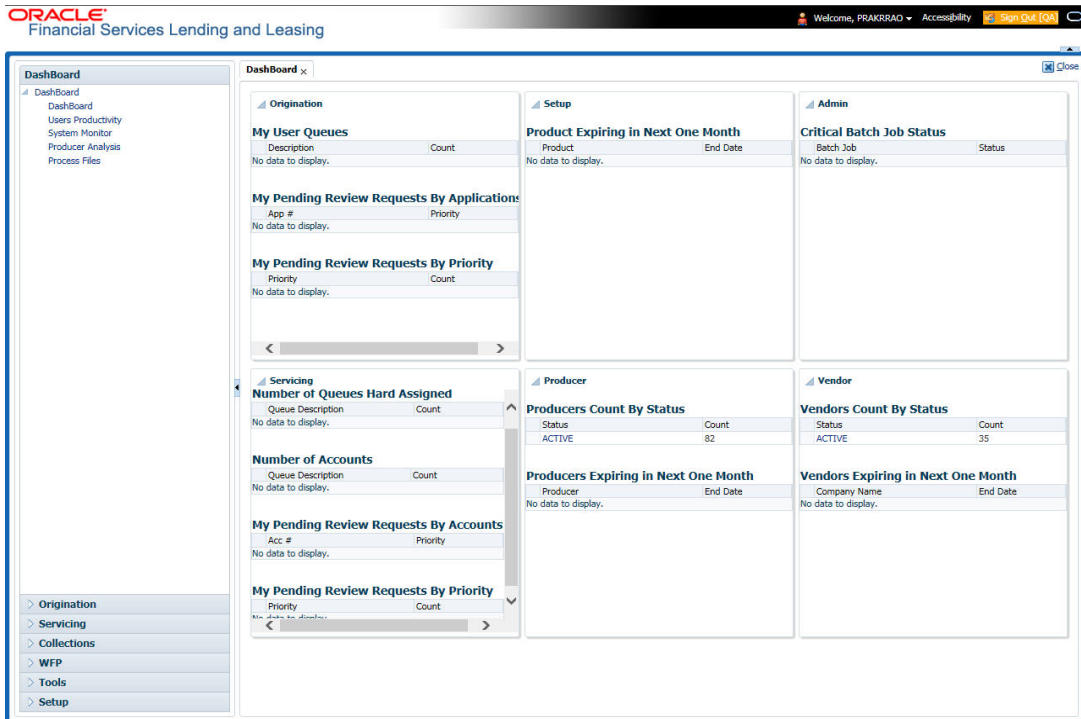 ORACLE®
Financial Services Lending and Leasing
Welcome, PRAKRRAO Accessibility Sign Out [QA]
Close
DashBoard
DashBoard
DashBoard
Users Productivity
System Monitor
Producer Analysis
Process Files
Origination
Servicing
Collections
WFP
Tools
Setup
DashBoard
Origination
My User Queues
Description Count
No data to display.
My Pending Review Requests By Applications
App # Priority
No data to display.
My Pending Review Requests By Priority
Priority Count
No data to display.
Setup
Product Expiring in Next One Month
Product End Date
No data to display.
Admin
Critical Batch Job Status
Batch Job Status
No data to display.
Servicing
Number of Queues Hard Assigned
Queue Description Count
No data to display.
Number of Accounts
Queue Description Count
No data to display.
My Pending Review Requests By Accounts
Acc # Priority
No data to display.
My Pending Review Requests By Priority
Priority Count
No data to display.
Producer
Producers Count By Status
Status Count
ACTIVE 82
Producers Expiring in Next One Month
Producer End Date
No data to display.
Vendor
Vendors Count By Status
Status Count
ACTIVE 35
Vendors Expiring in Next One Month
Company Name End Date
No data to display.